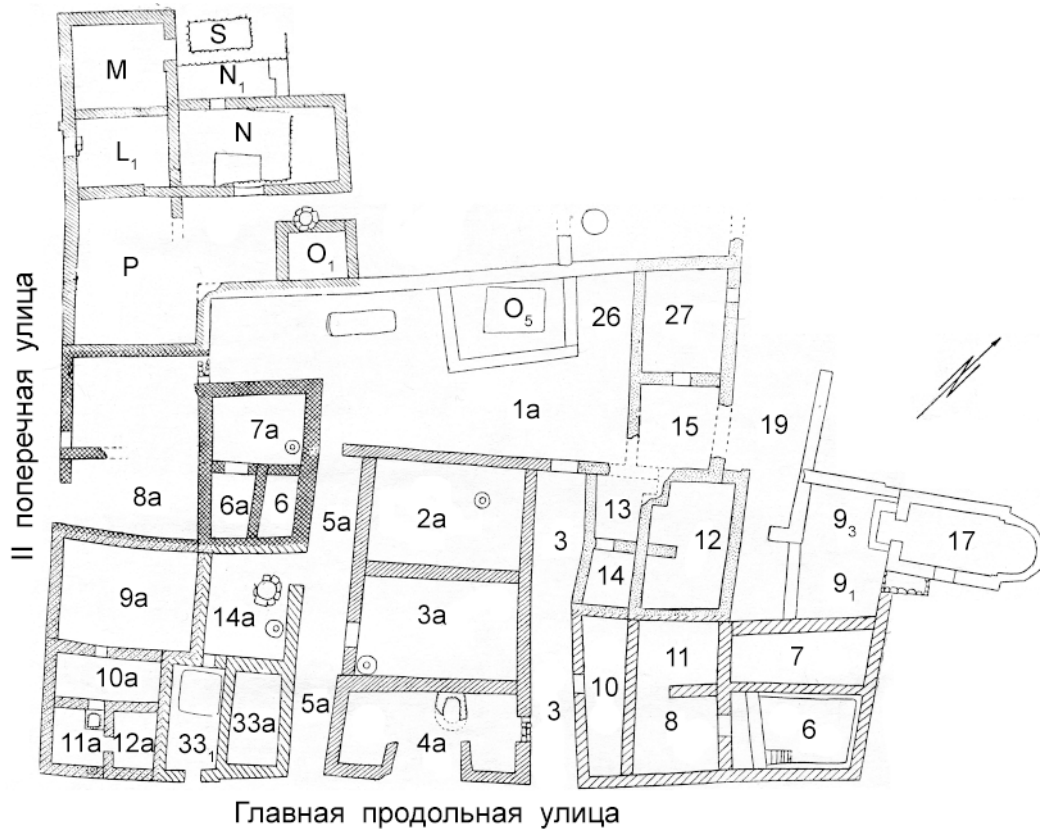 S
M
N₁
N
L₁
P
O₁
O₅
26
27
1a
15
19
7a
6a
6
8a
5a
2a
3
13
12
9₃
17
14
9₁
9a
14a
3a
11
7
10a
5a
10
3
8
6
11a
12a
33₁
33a
4a
II поперечная улица
Главная продольная улица